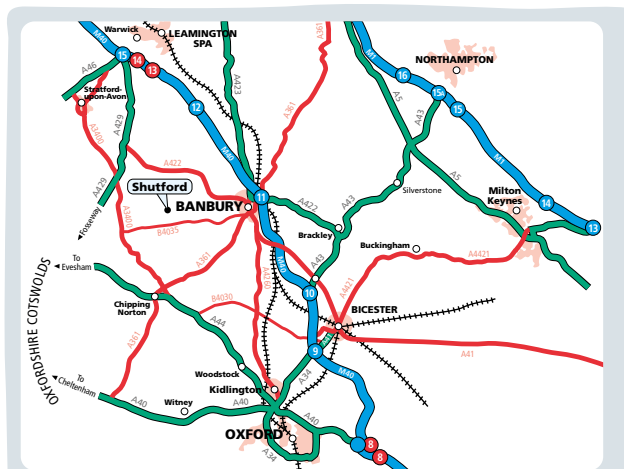 Warwick
LEAMINGTON
SPA
M40
A361
M1
NORTHAMPTON
15
14
13
A46
16
A5
15A
15
Stratford-
upon-Avon
12
A423
A361
A43
A3400
A429
M40
M1
A422
A5
A429
Shutford
11
Silverstone
Milton
Keynes
14
BANBURY
A422
A43
13
Fosseway
A3400
B4035
Brackley
Buckingham
A4421
To
Evesham
A361
A4260
M40
A43
A4421
OXFORDSHIRE COTSWOLDS
Chipping
Norton
B4030
10
BICESTER
A44
A41
A361
9
A41
Woodstock
A34
M40
To
Cheltenham
Kidlington
A40
Witney
A40
A40
OXFORD
8
A34
8